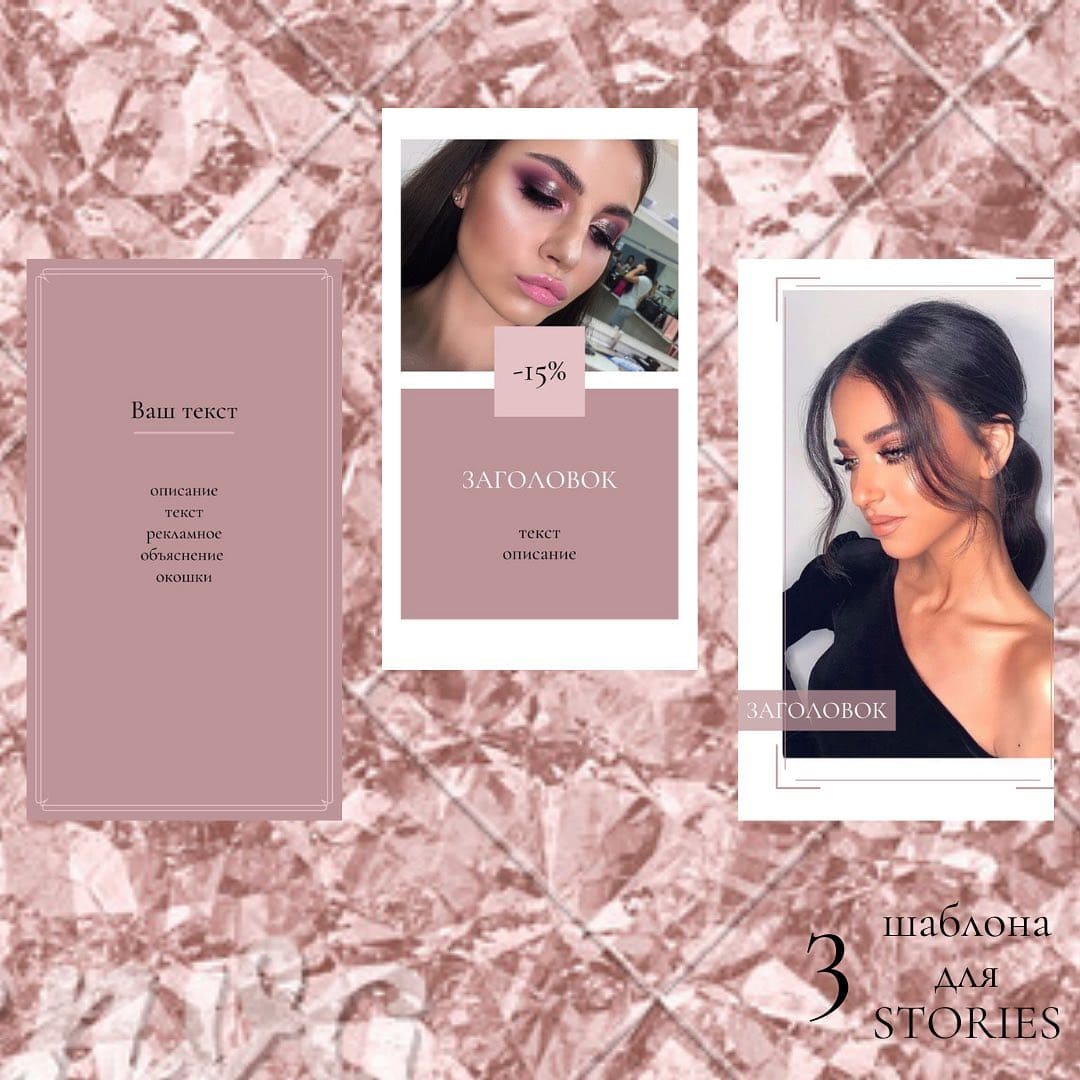 Ваш текст
описание
текст
рекламное
объяснение
окошки
-15%
ЗАГОЛОВОК
текст
описание
ЗАГОЛОВОК
3
шаблона
для
STORIES